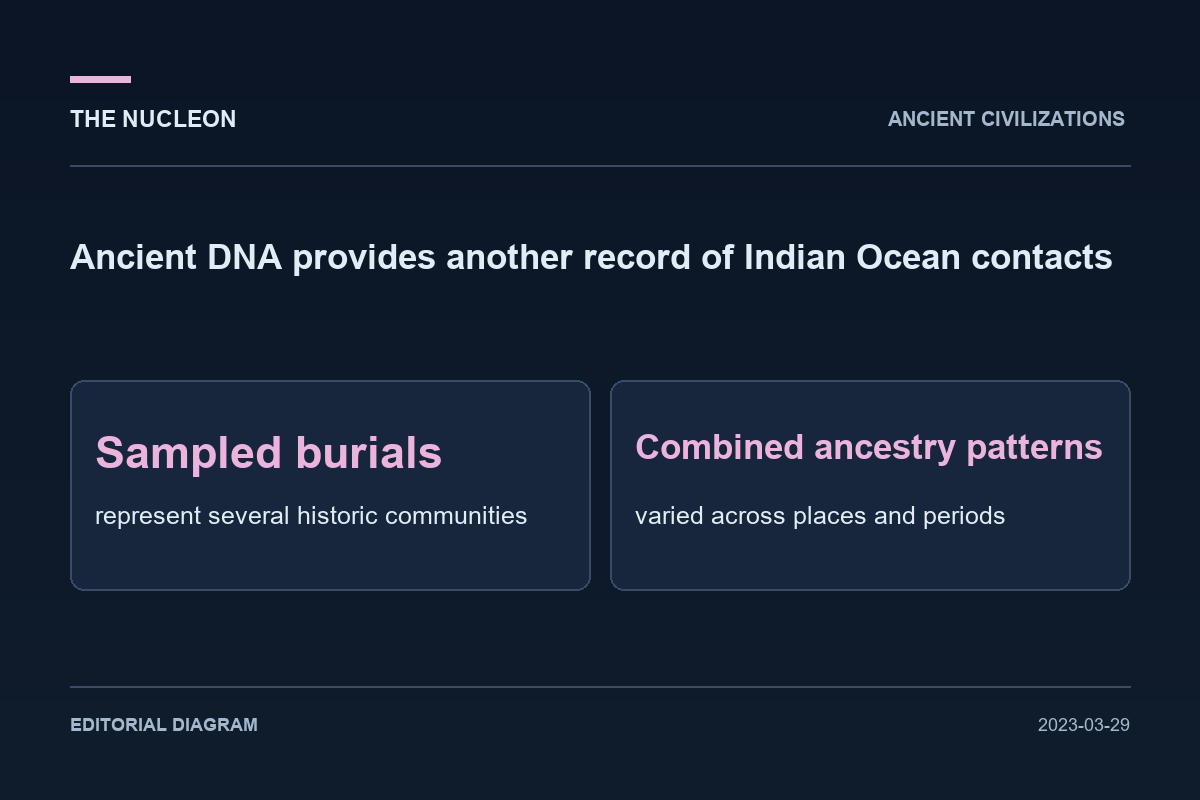 THE NUCLEON
ANCIENT CIVILIZATIONS
Ancient DNA provides another record of Indian Ocean contacts
Sampled burials
represent several historic communities
Combined ancestry patterns
varied across places and periods
EDITORIAL DIAGRAM
2023-03-29